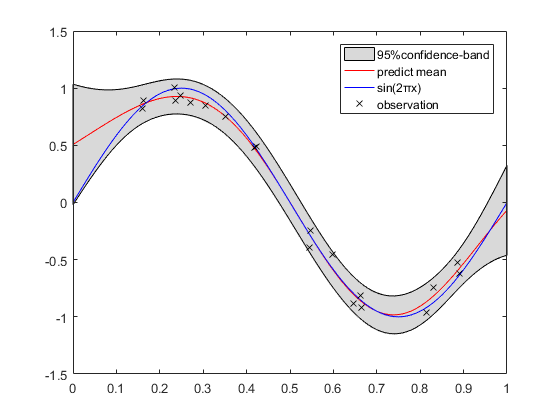 1.5
95%confidence-band
predict mean
1
sin(2πx)
observation
0.5
0
-0.5
-1
-1.5
0 0.1 0.2 0.3 0.4 0.5 0.6 0.7 0.8 0.9 1